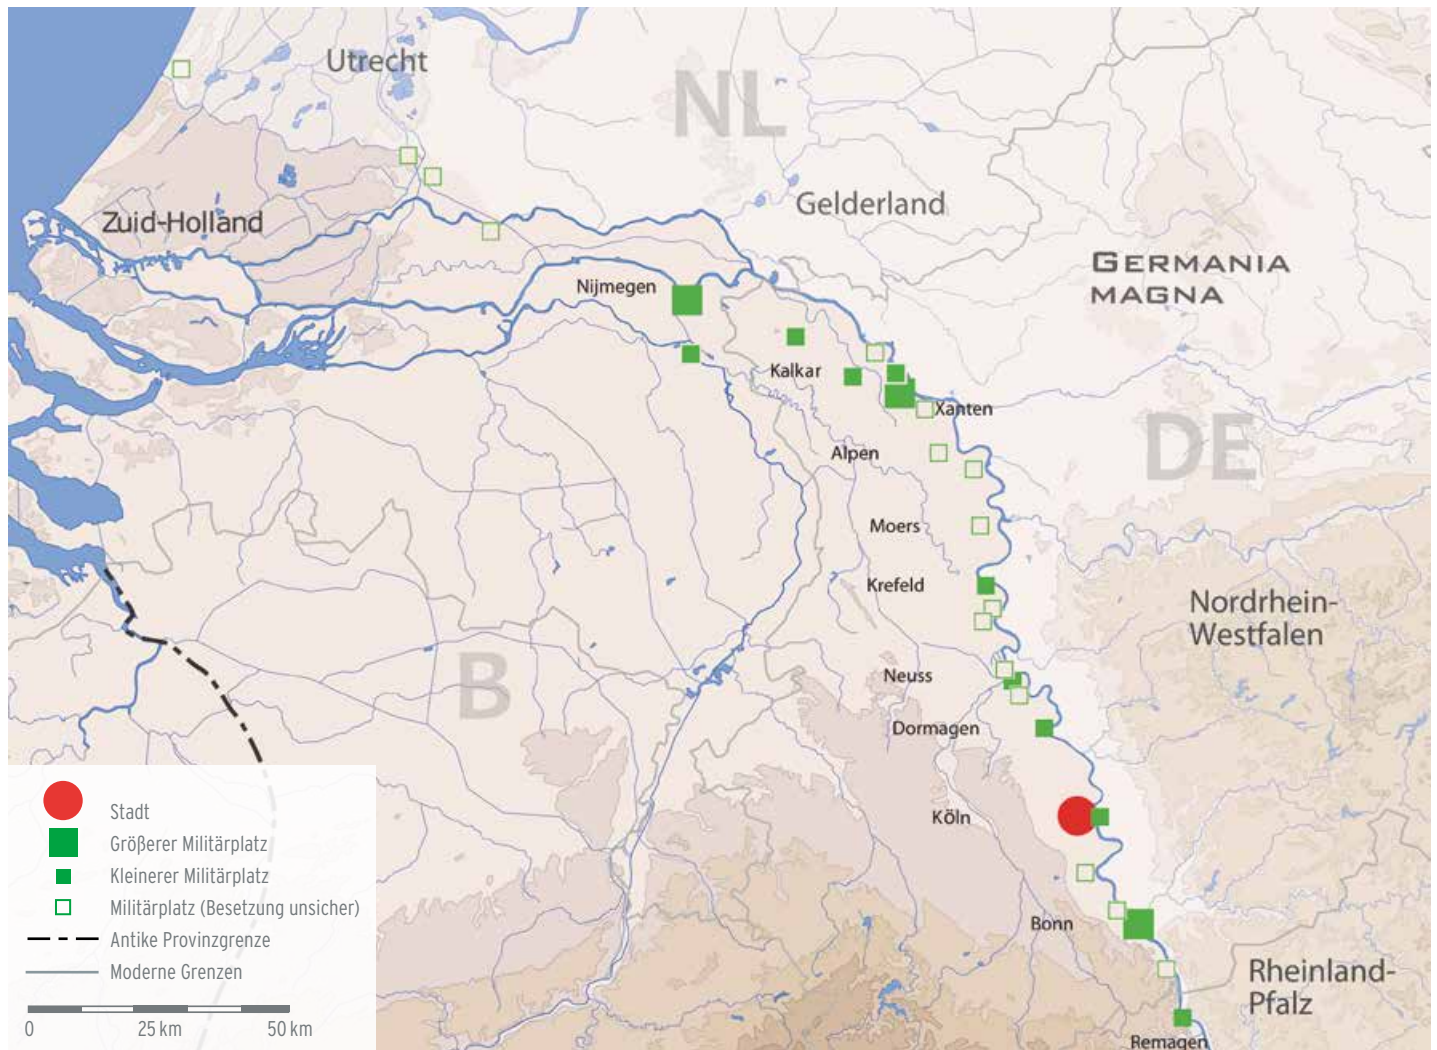 Utrecht
NL
Gelderland
Zuid-Holland
GERMANIA
MAGNA
Nijmegen
Kalkar
Xanten
DE
Alpen
Moers
Krefeld
Nordrhein-
Westfalen
B
Neuss
Dormagen
Köln
Bonn
Rheinland-
Pfalz
Remagen
Stadt
Größerer Militärplatz
Kleinerer Militärplatz
Militärplatz (Besetzung unsicher)
Antike Provinzgrenze
Moderne Grenzen
0 25 km 50 km